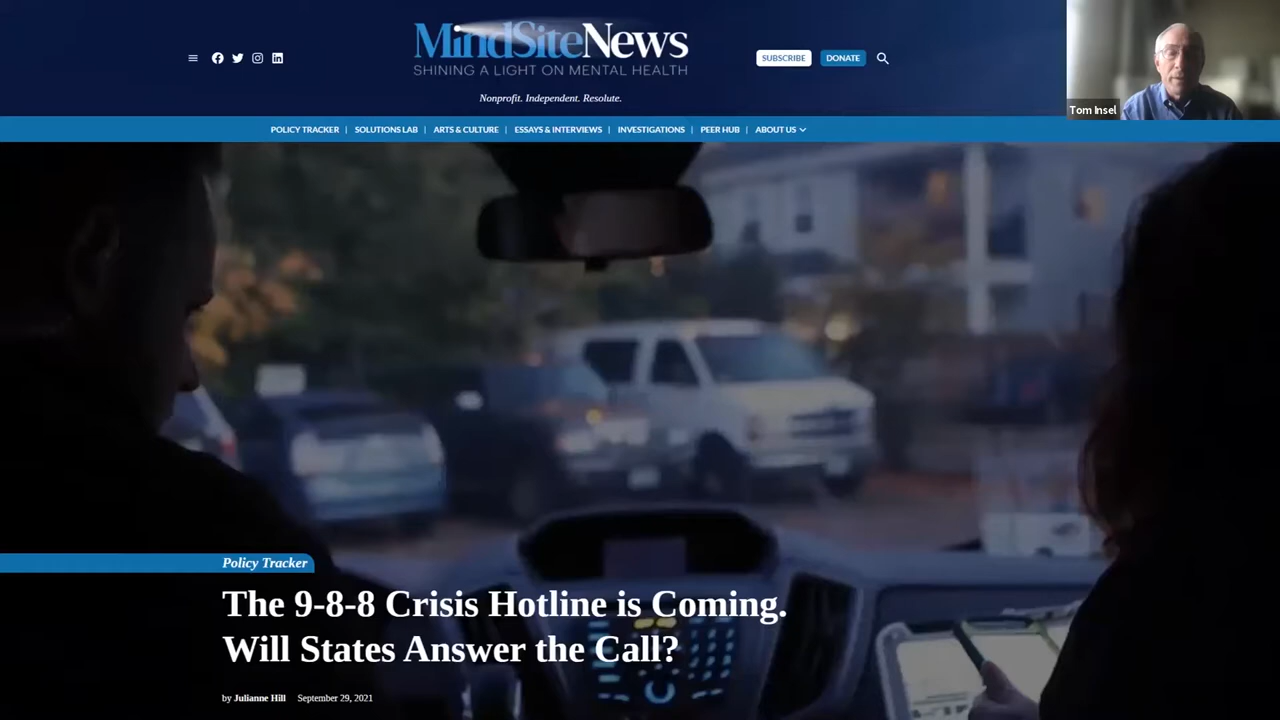 MindSiteNews
SHINING A LIGHT ON MENTAL HEALTH
SUBSCRIBE
DONATE
Nonprofit. Independent. Resolute.
Tom Insel
POLICY TRACKER | SOLUTIONS LAB | ARTS & CULTURE | ESSAYS & INTERVIEWS | INVESTIGATIONS | PEER HUB | ABOUT US
Policy Tracker
The 9-8-8 Crisis Hotline is Coming.
Will States Answer the Call?
by Julianne Hill September 29, 2021